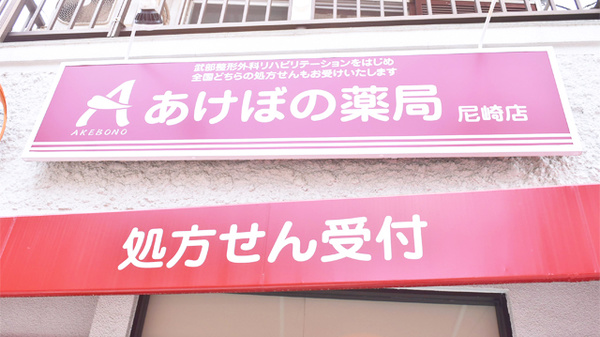 武部整形外科リハビリテーションをはじめ
全国どちらの処方せんもお受けいたします
A あけぼの薬局 尼崎店
AKEBONO
処方せん受付